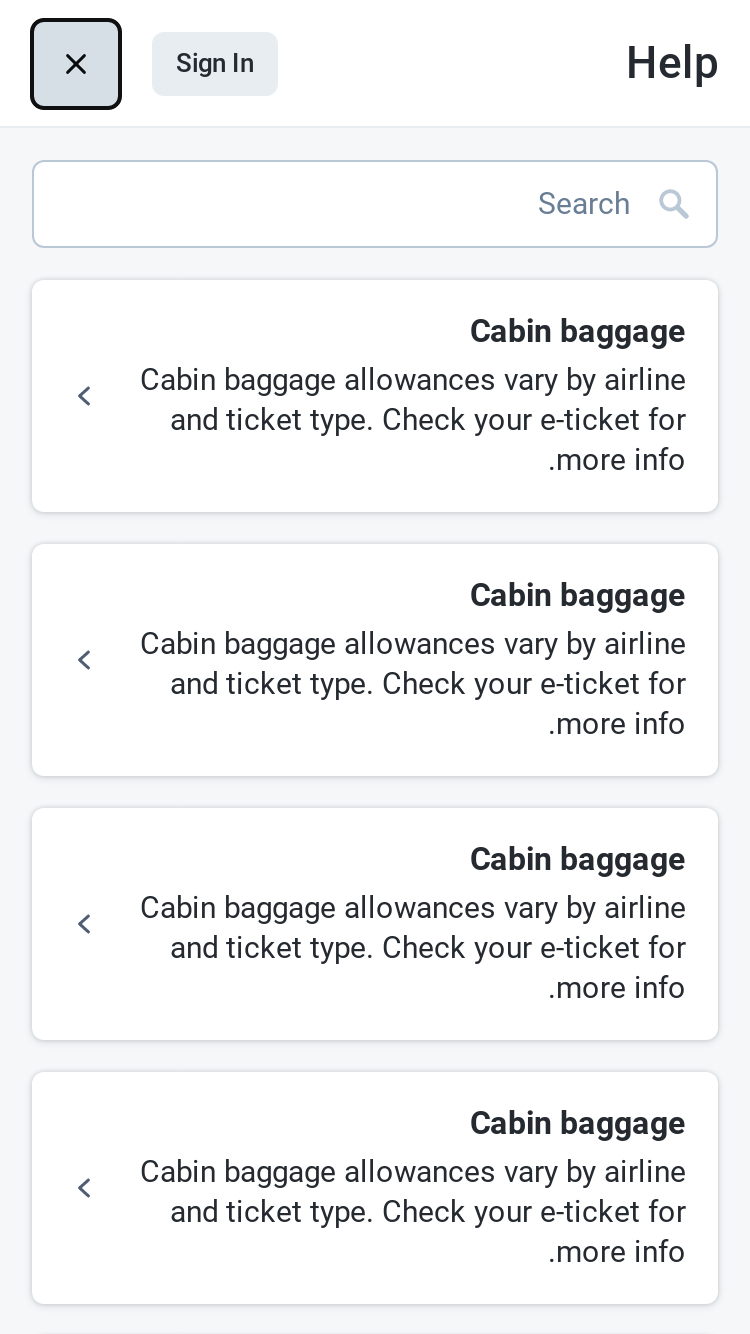 Sign In
Help
Search
Cabin baggage
Cabin baggage allowances vary by airline
and ticket type. Check your e-ticket for
.more info
Cabin baggage
Cabin baggage allowances vary by airline
and ticket type. Check your e-ticket for
.more info
Cabin baggage
Cabin baggage allowances vary by airline
and ticket type. Check your e-ticket for
.more info
Cabin baggage
Cabin baggage allowances vary by airline
and ticket type. Check your e-ticket for
.more info